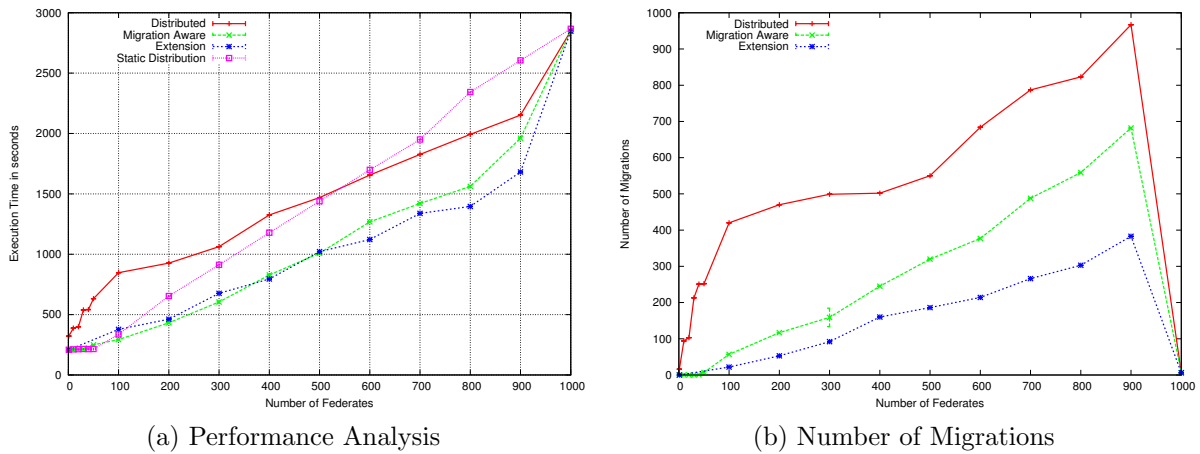 3000
2500
2000
1500
1000
500
0
Execution Time in seconds
Distributed
Migration Aware
Extension
Static Distribution
0 100 200 300 400 500 600 700 800 900 1000
Number of Federates
(a) Performance Analysis
1000
900
800
700
600
500
400
300
200
100
0
Number of Migrations
Distributed
Migration Aware
Extension
0 100 200 300 400 500 600 700 800 900 1000
Number of Federates
(b) Number of Migrations